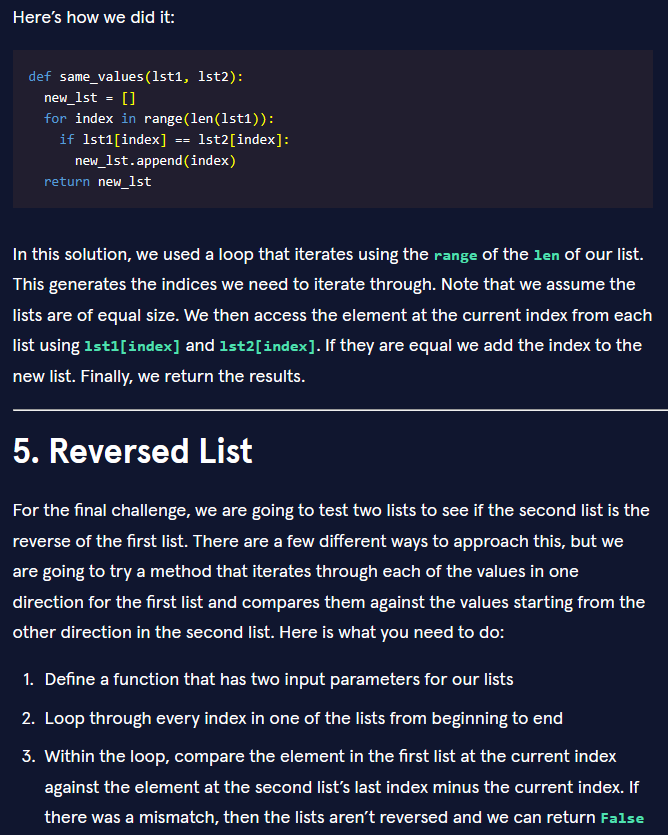 Here’s how we did it:
def same_values(lst1, lst2):
  new_lst = []
  for index in range(len(lst1)):
    if lst1[index] == lst2[index]:
      new_lst.append(index)
  return new_lst
In this solution, we used a loop that iterates using the range of the len of our list.
This generates the indices we need to iterate through. Note that we assume the
lists are of equal size. We then access the element at the current index from each
list using lst1[index] and lst2[index]. If they are equal we add the index to the
new list. Finally, we return the results.
5. Reversed List
For the final challenge, we are going to test two lists to see if the second list is the
reverse of the first list. There are a few different ways to approach this, but we
are going to try a method that iterates through each of the values in one
direction for the first list and compares them against the values starting from the
other direction in the second list. Here is what you need to do:
1. Define a function that has two input parameters for our lists
2. Loop through every index in one of the lists from beginning to end
3. Within the loop, compare the element in the first list at the current index
against the element at the second list’s last index minus the current index. If
there was a mismatch, then the lists aren’t reversed and we can return False